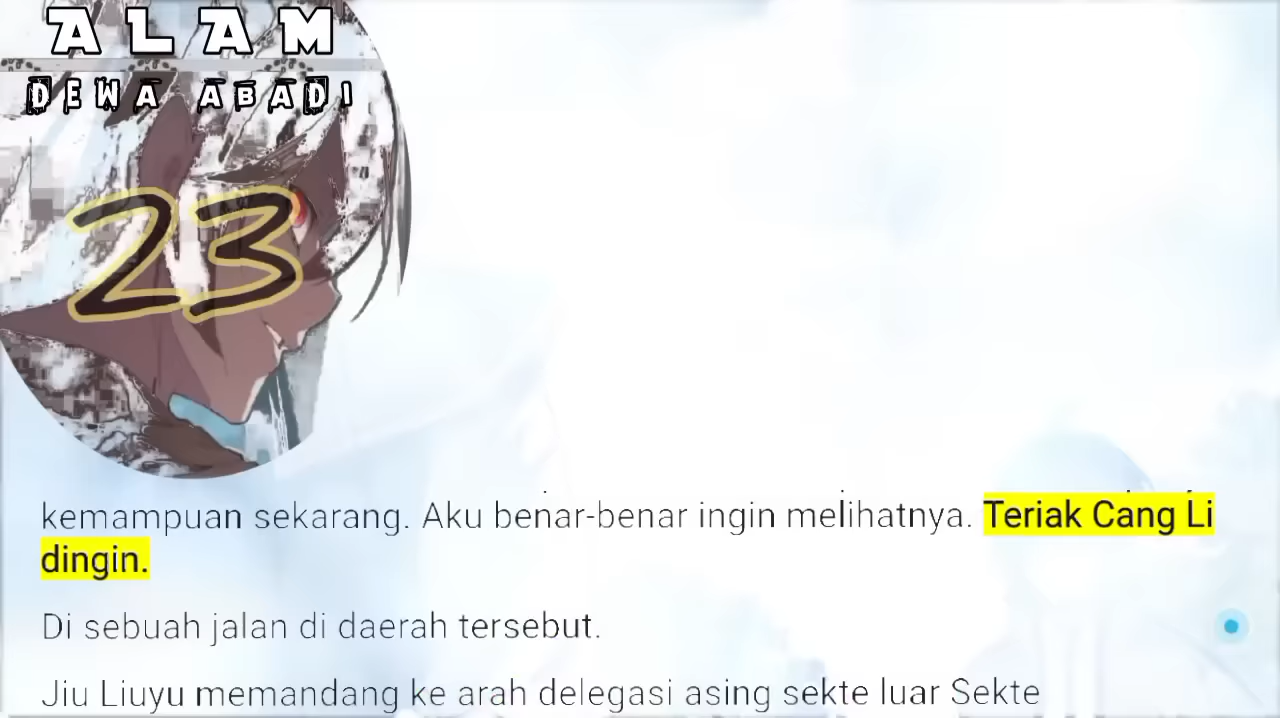 ALAM
DEWA ABADI
23
kemampuan sekarang. Aku benar-benar ingin melihatnya. Teriak Cang Li
dingin.
Di sebuah jalan di daerah tersebut.
Jiu Liuyu memandang ke arah delegasi asing sekte luar Sekte